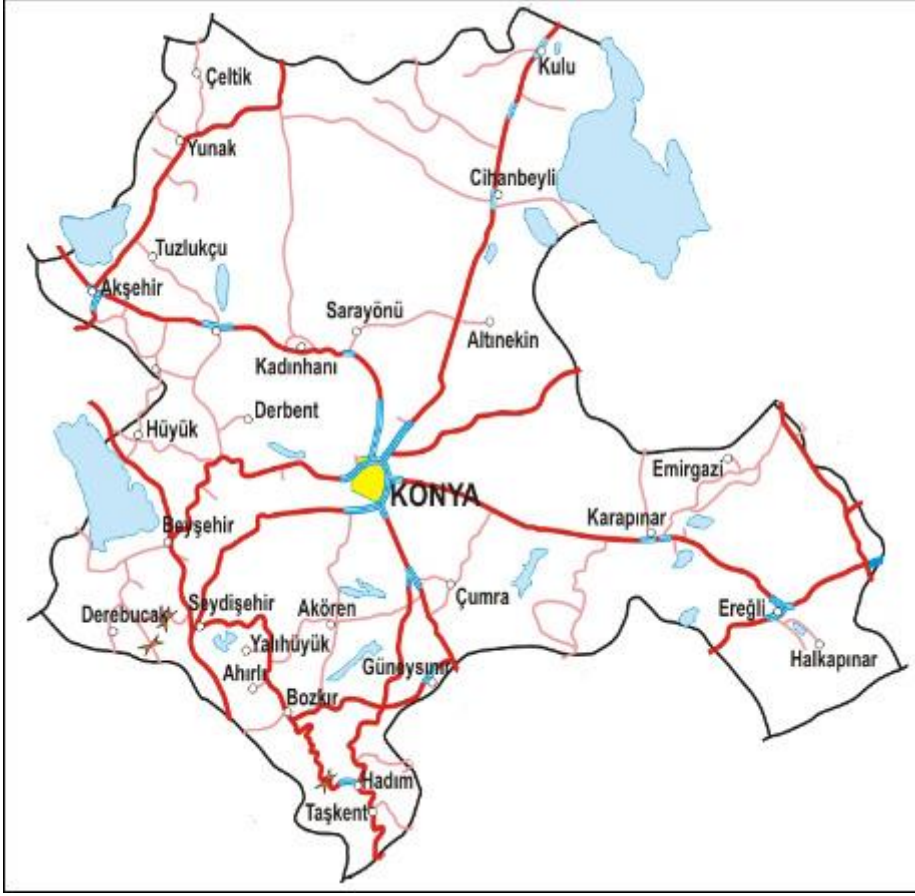 Kulu
Çeltik
Yunak
Cihanbeyli
Tuzlukçu
Akşehir
Sarayönü
Altınekin
Kadınhanı
Derbent
Hüyük
Emirgazi
KONYA
Karapınar
Beyşehir
Çumra
Seydişehir
Akören
Ereğli
Derebucak
Yalıhüyük
Halkapınar
Ahırlı
Güneysınır
Bozkır
Hadım
Taşkent